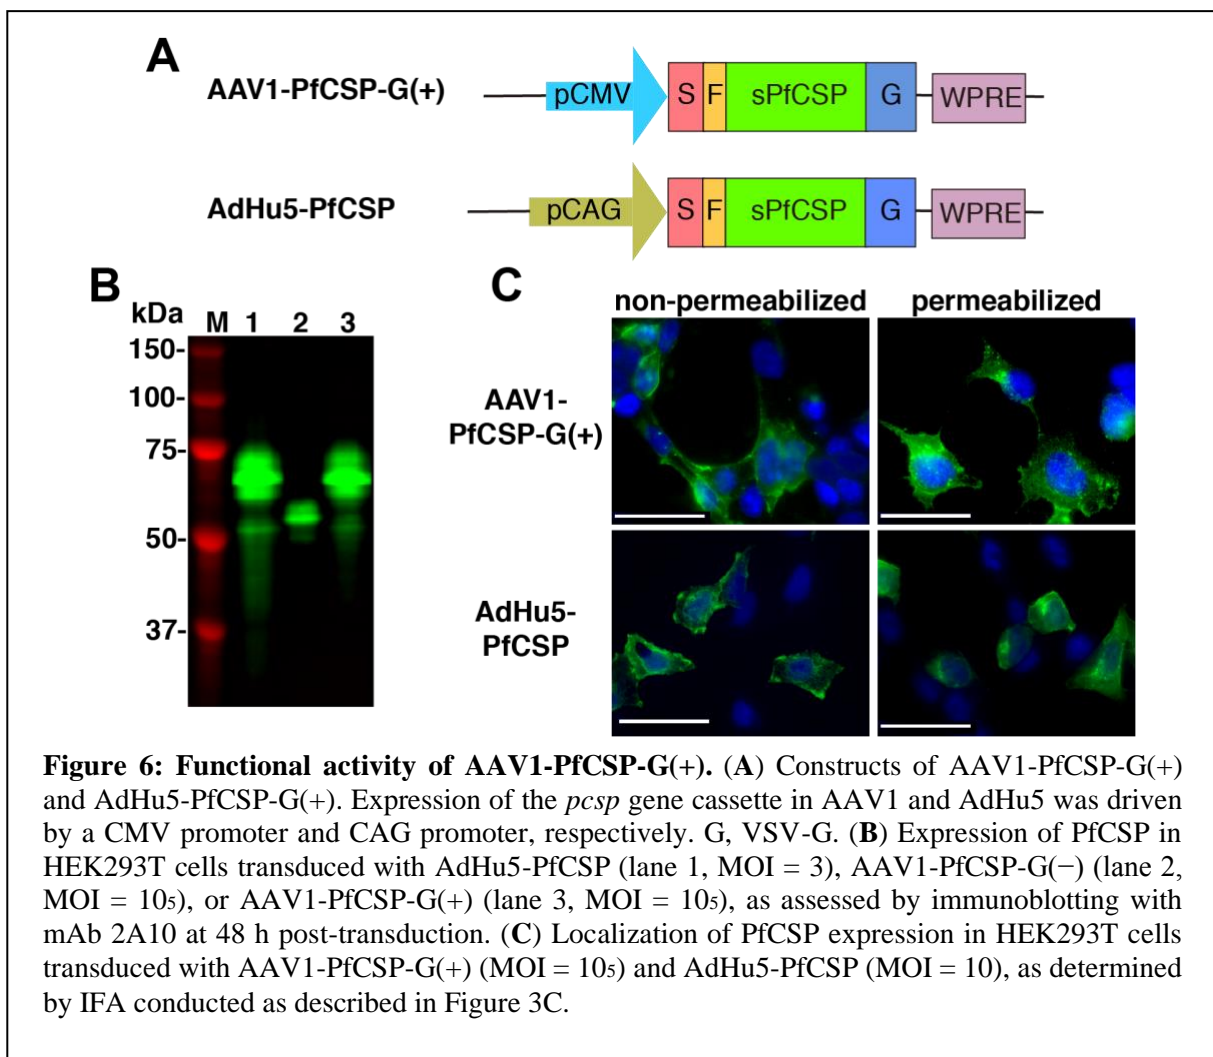 A
AAV1-PfCSP-G(+)
pCMV S F sPfCSP G WPRE
AdHu5-PfCSP
pCAG S F sPfCSP G WPRE
B
kDa M 1 2 3
150-
100-
75-
50-
37-
C
non-permeabilized permeabilized
AAV1-
PfCSP-G(+)
AdHu5-
PfCSP
Figure 6: Functional activity of AAV1-PfCSP-G(+). (A) Constructs of AAV1-PfCSP-G(+)
and AdHu5-PfCSP-G(+). Expression of the pcsp gene cassette in AAV1 and AdHu5 was driven
by a CMV promoter and CAG promoter, respectively. G, VSV-G. (B) Expression of PfCSP in
HEK293T cells transduced with AdHu5-PfCSP (lane 1, MOI = 3), AAV1-PfCSP-G(−) (lane 2,
MOI = 10₅), or AAV1-PfCSP-G(+) (lane 3, MOI = 10₅), as assessed by immunoblotting with
mAb 2A10 at 48 h post-transduction. (C) Localization of PfCSP expression in HEK293T cells
transduced with AAV1-PfCSP-G(+) (MOI = 10₅) and AdHu5-PfCSP (MOI = 10), as determined
by IFA conducted as described in Figure 3C.